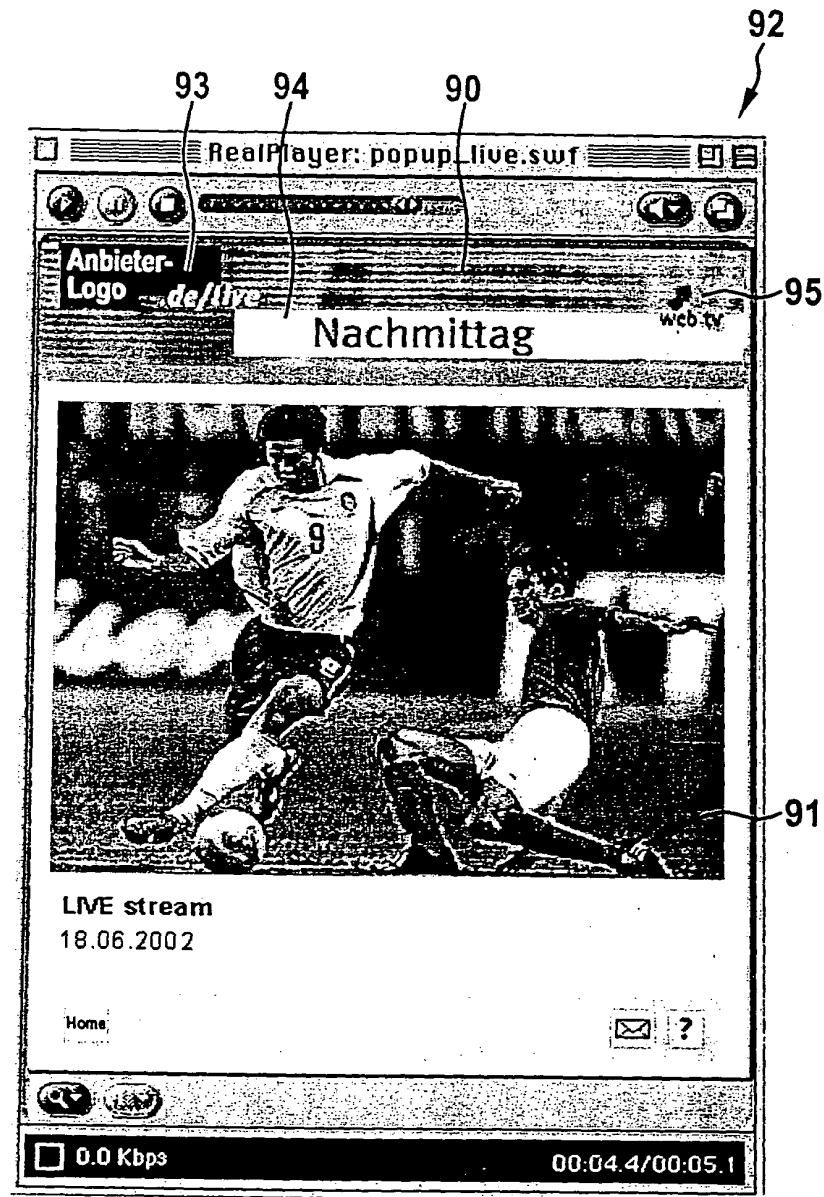 92
93 94 90
RealPlayer: popup_live.swf
Anbieter-
Logo de/live
95
web.tv
Nachmittag
9
91
LIVE stream
18.06.2002
Home
?
0.0 Kbps 00:04.4/00:05.1